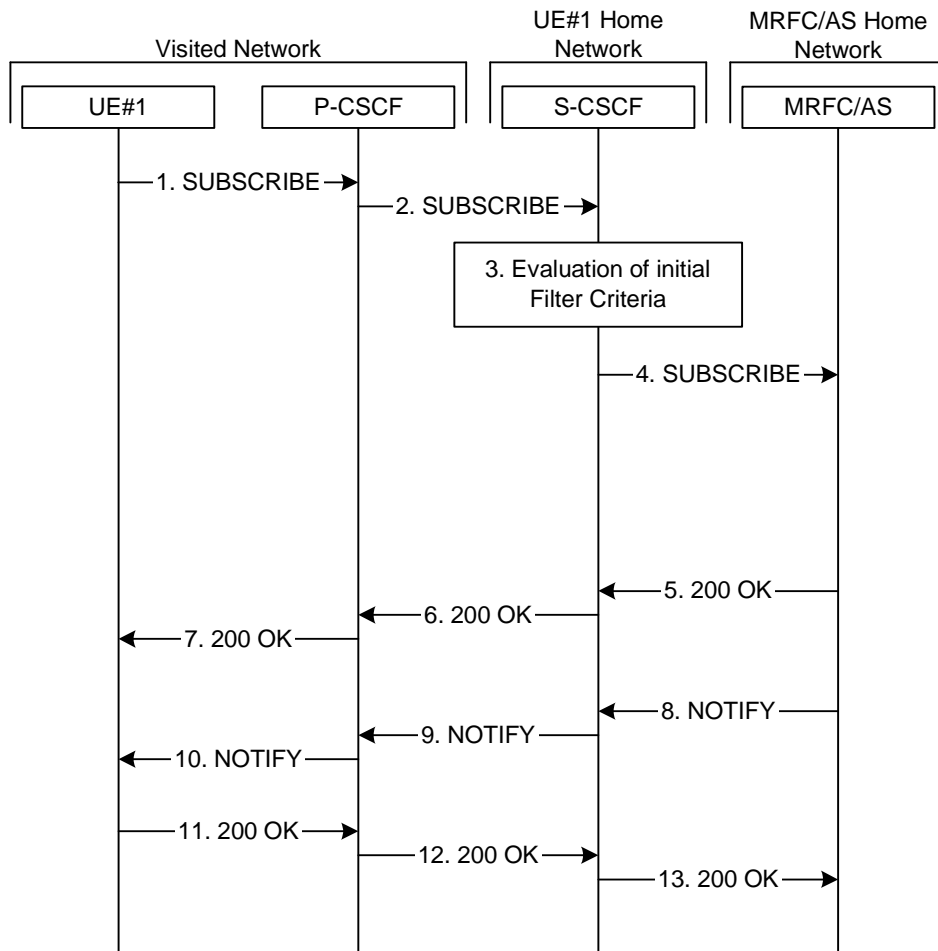 Visited Network
UE#1 Home
Network
MRFC/AS Home
Network
UE#1
P-CSCF
S-CSCF
MRFC/AS
1. SUBSCRIBE
2. SUBSCRIBE
3. Evaluation of initial
Filter Criteria
4. SUBSCRIBE
5. 200 OK
6. 200 OK
7. 200 OK
8. NOTIFY
9. NOTIFY
10. NOTIFY
11. 200 OK
12. 200 OK
13. 200 OK